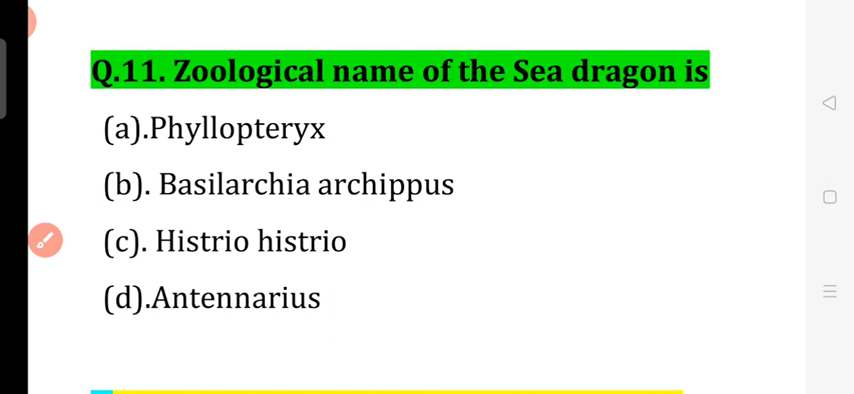 Q.11. Zoological name of the Sea dragon is
(a).Phyllopteryx
(b). Basilarchia archippus
(c). Histrio histrio
(d).Antennarius